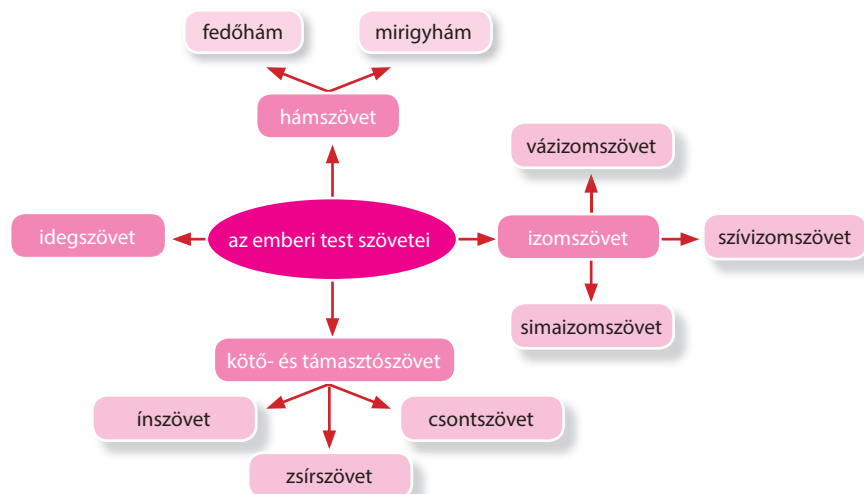 fedőhám
mirigyhám
hámszövet
vázizomszövet
idegszövet
az emberi test szövetei
izomszövet
szívizomszövet
simaizomszövet
kötő- és támasztószövet
ínszövet
csontszövet
zsírszövet